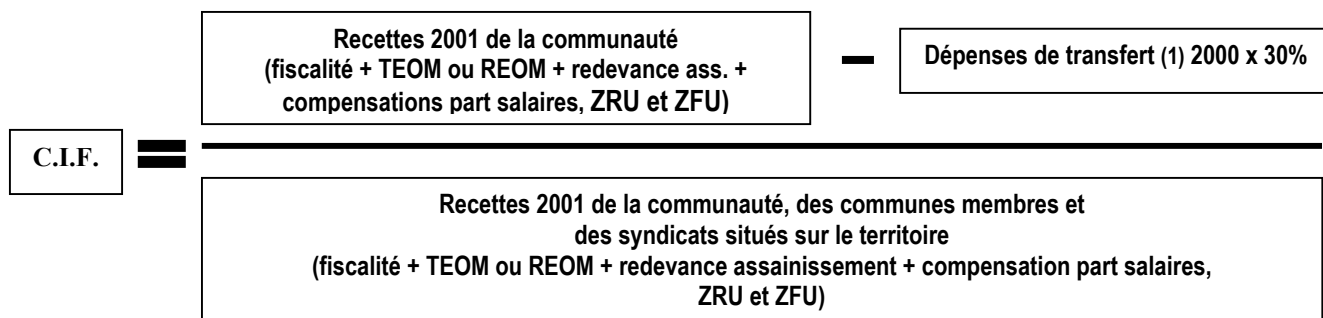 Recettes 2001 de la communauté
(fiscalité + TEOM ou REOM + redevance ass. +
compensations part salaires, ZRU et ZFU)
Dépenses de transfert (1) 2000 x 30%
C.I.F.
Recettes 2001 de la communauté, des communes membres et
des syndicats situés sur le territoire
(fiscalité + TEOM ou REOM + redevance assainissement + compensation part salaires,
ZRU et ZFU)